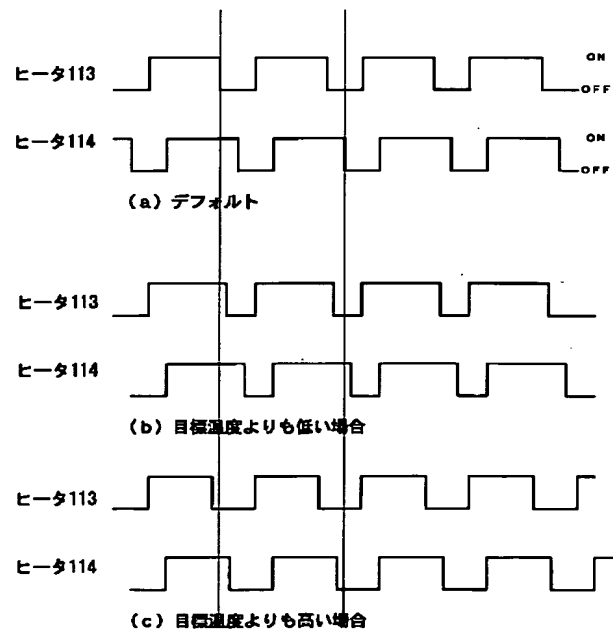 ヒータ113
ON
OFF
ヒータ114
ON
OFF
(a) デフォルト
ヒータ113
ヒータ114
(b) 目標温度よりも低い場合
ヒータ113
ヒータ114
(c) 目標温度よりも高い場合